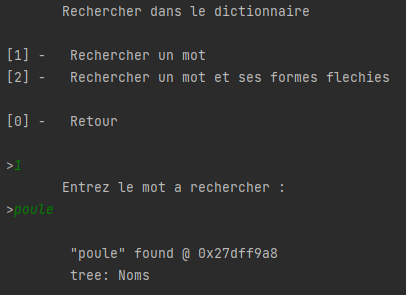 Rechercher dans le dictionnaire
[1] - Rechercher un mot
[2] - Rechercher un mot et ses formes flechies
[0] - Retour
>1
Entrez le mot a rechercher :
>poule
"poule" found @ 0x27dff9a8
tree: Noms